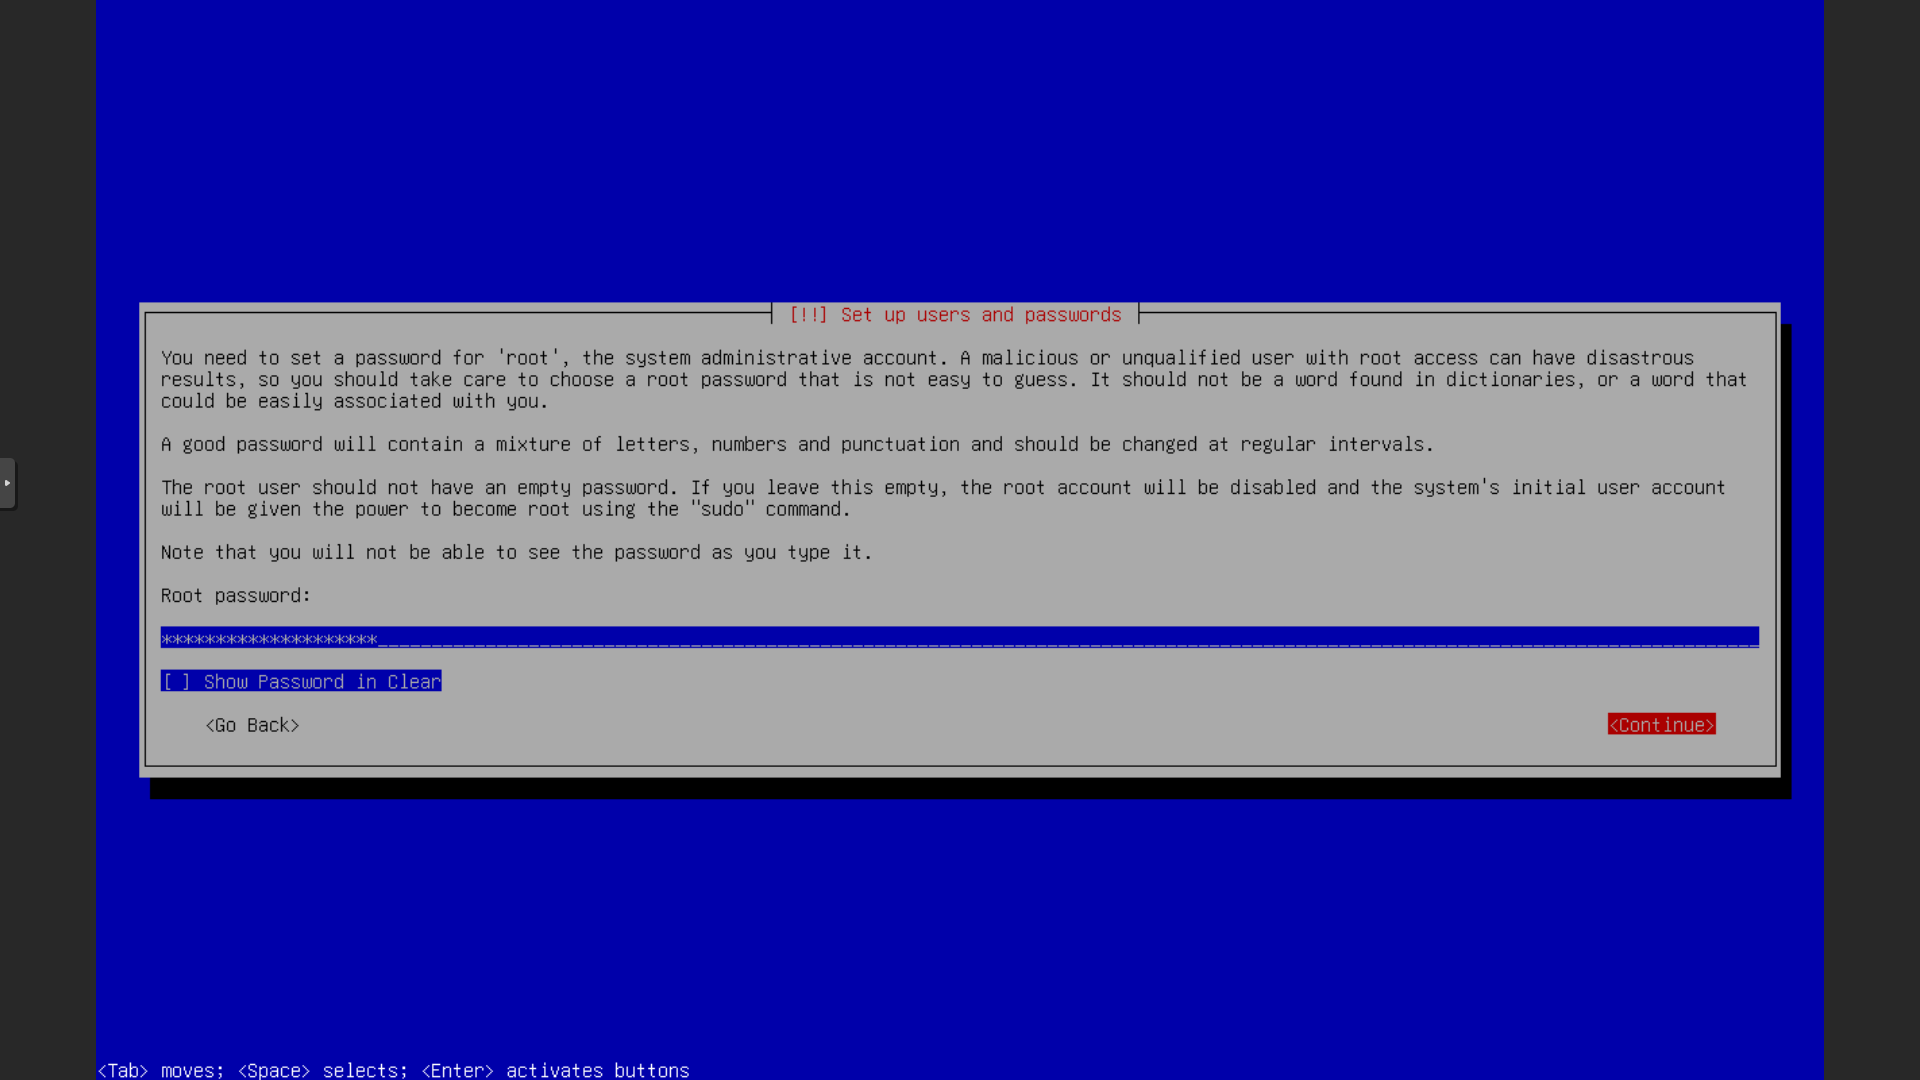 [!!] Set up users and passwords
You need to set a password for 'root', the system administrative account. A malicious or unqualified user with root access can have disastrous
results, so you should take care to choose a root password that is not easy to guess. It should not be a word found in dictionaries, or a word that
could be easily associated with you.
A good password will contain a mixture of letters, numbers and punctuation and should be changed at regular intervals.
The root user should not have an empty password. If you leave this empty, the root account will be disabled and the system's initial user account
will be given the power to become root using the "sudo" command.
Note that you will not be able to see the password as you type it.
Root password:
********************
[ ] Show Password in Clear
<Go Back> <Continue>
<Tab> moves; <Space> selects; <Enter> activates buttons